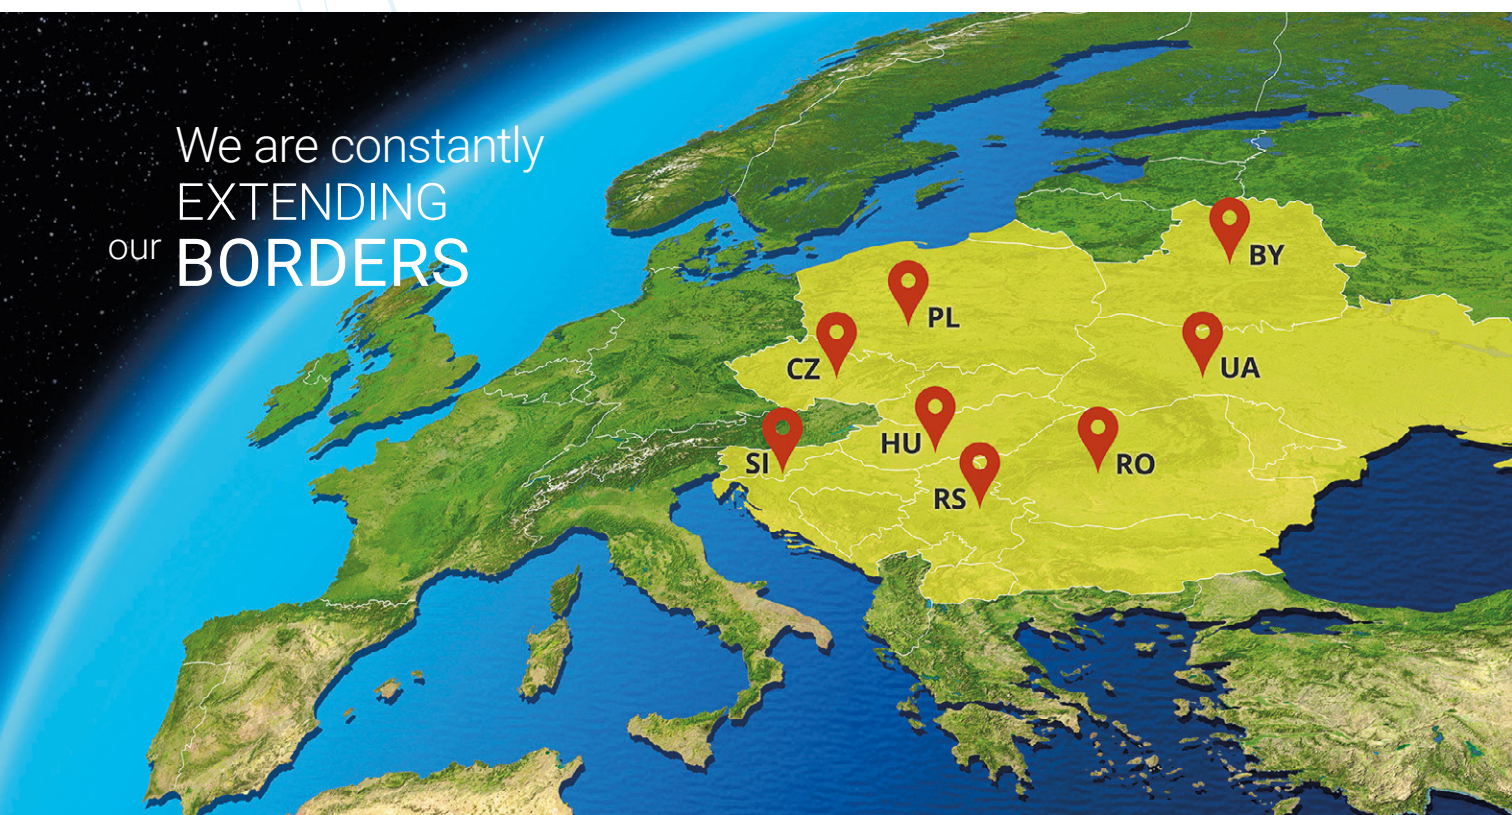 We are constantly
EXTENDING
our BORDERS
BY
PL
CZ
UA
HU
SI
RO
RS